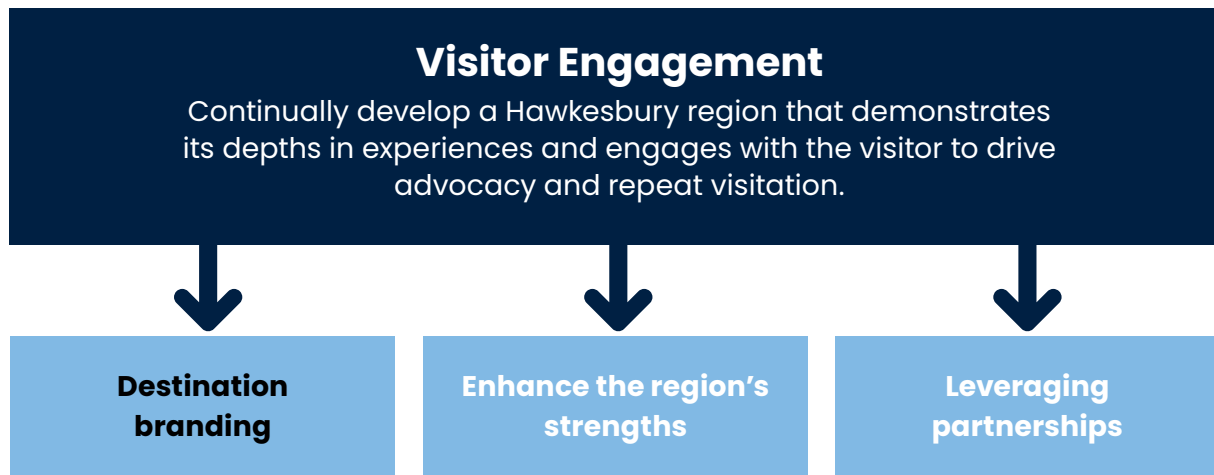 Visitor Engagement
Continually develop a Hawkesbury region that demonstrates
its depths in experiences and engages with the visitor to drive
advocacy and repeat visitation.
Destination
branding
Enhance the region’s
strengths
Leveraging
partnerships